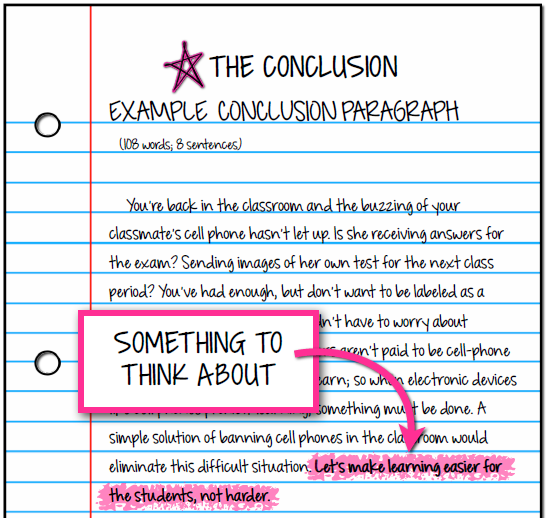 THE CONCLUSION
EXAMPLE CONCLUSION PARAGRAPH
(108 words; 8 sentences)
You're back in the classroom and the buzzing of your
classmate's cell phone hasn't let up. Is she receiving answers for
the exam? Sending images of her own test for the next class
period? You've had enough, but don't want to be labeled as a
have to worry about
aren't paid to be cell-phone
so when electronic devices
SOMETHING TO
THINK ABOUT
something must be done. A
simple solution of banning cell phones in the classroom would
eliminate this difficult situation. Let's make learning easier for
the students, not harder.